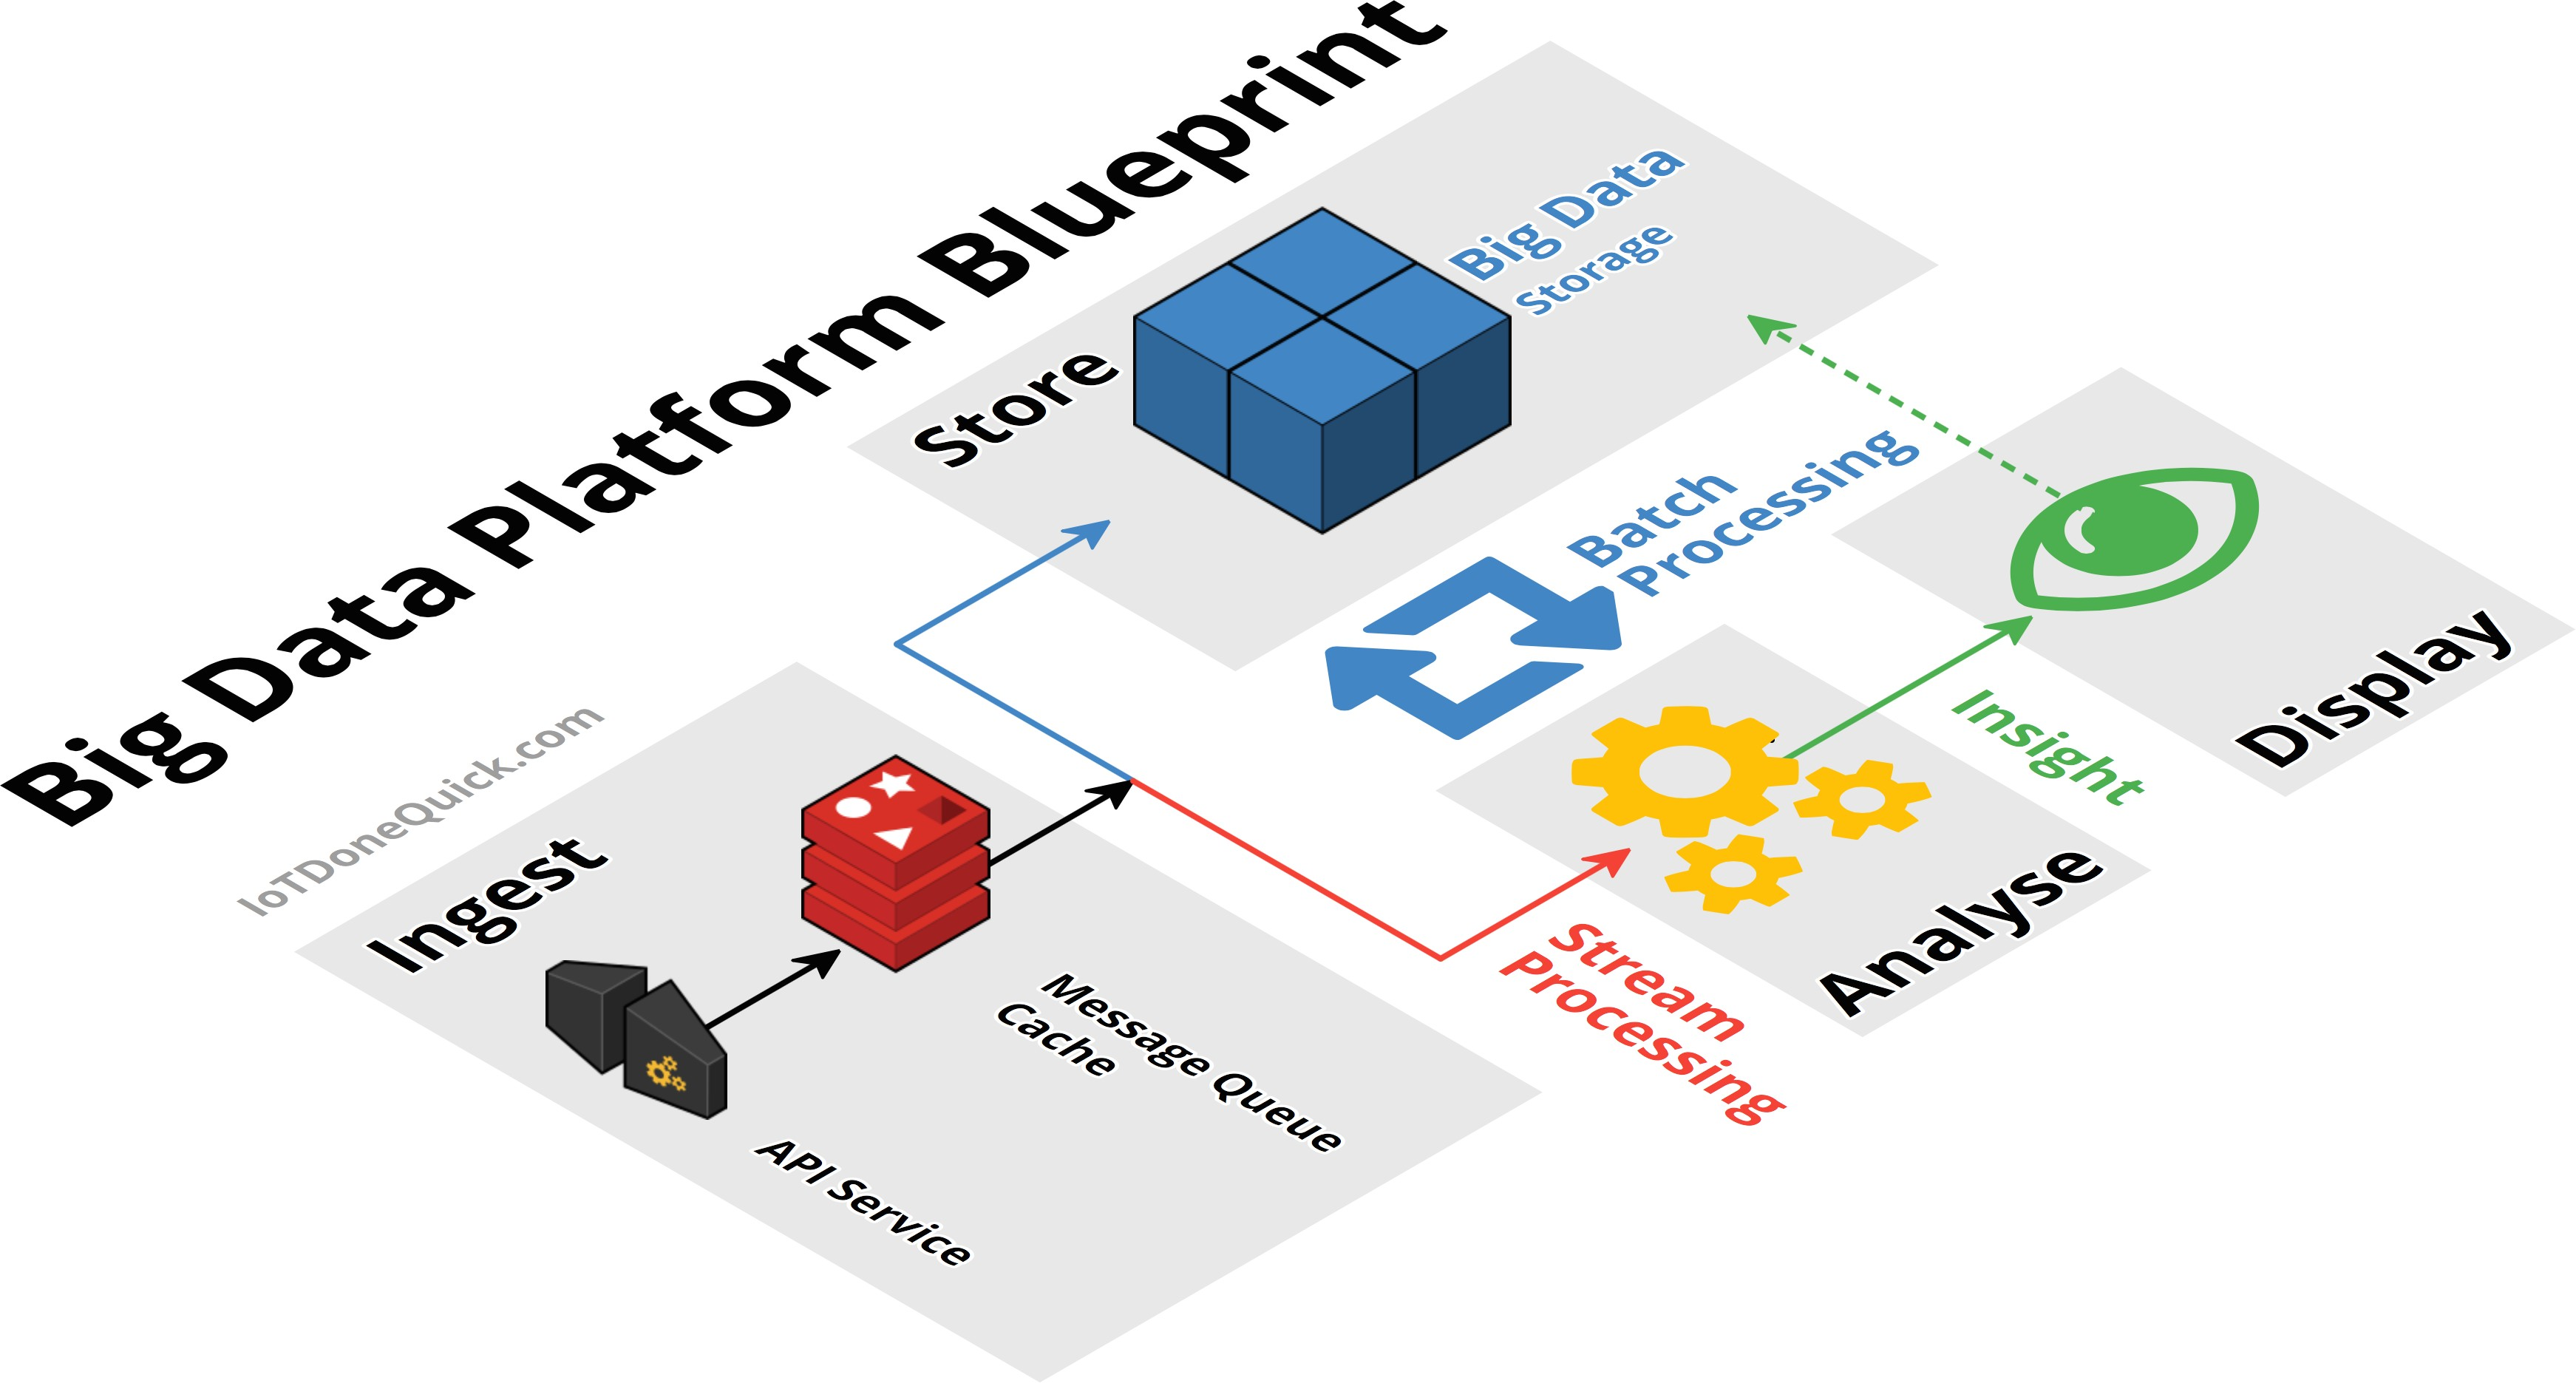 Big Data Platform Blueprint
IoTDoneQuick.com
Ingest
API Service
Message Queue
Cache
Store
Big Data
Storage
Batch
Processing
Stream
Processing
Analyse
Insight
Display